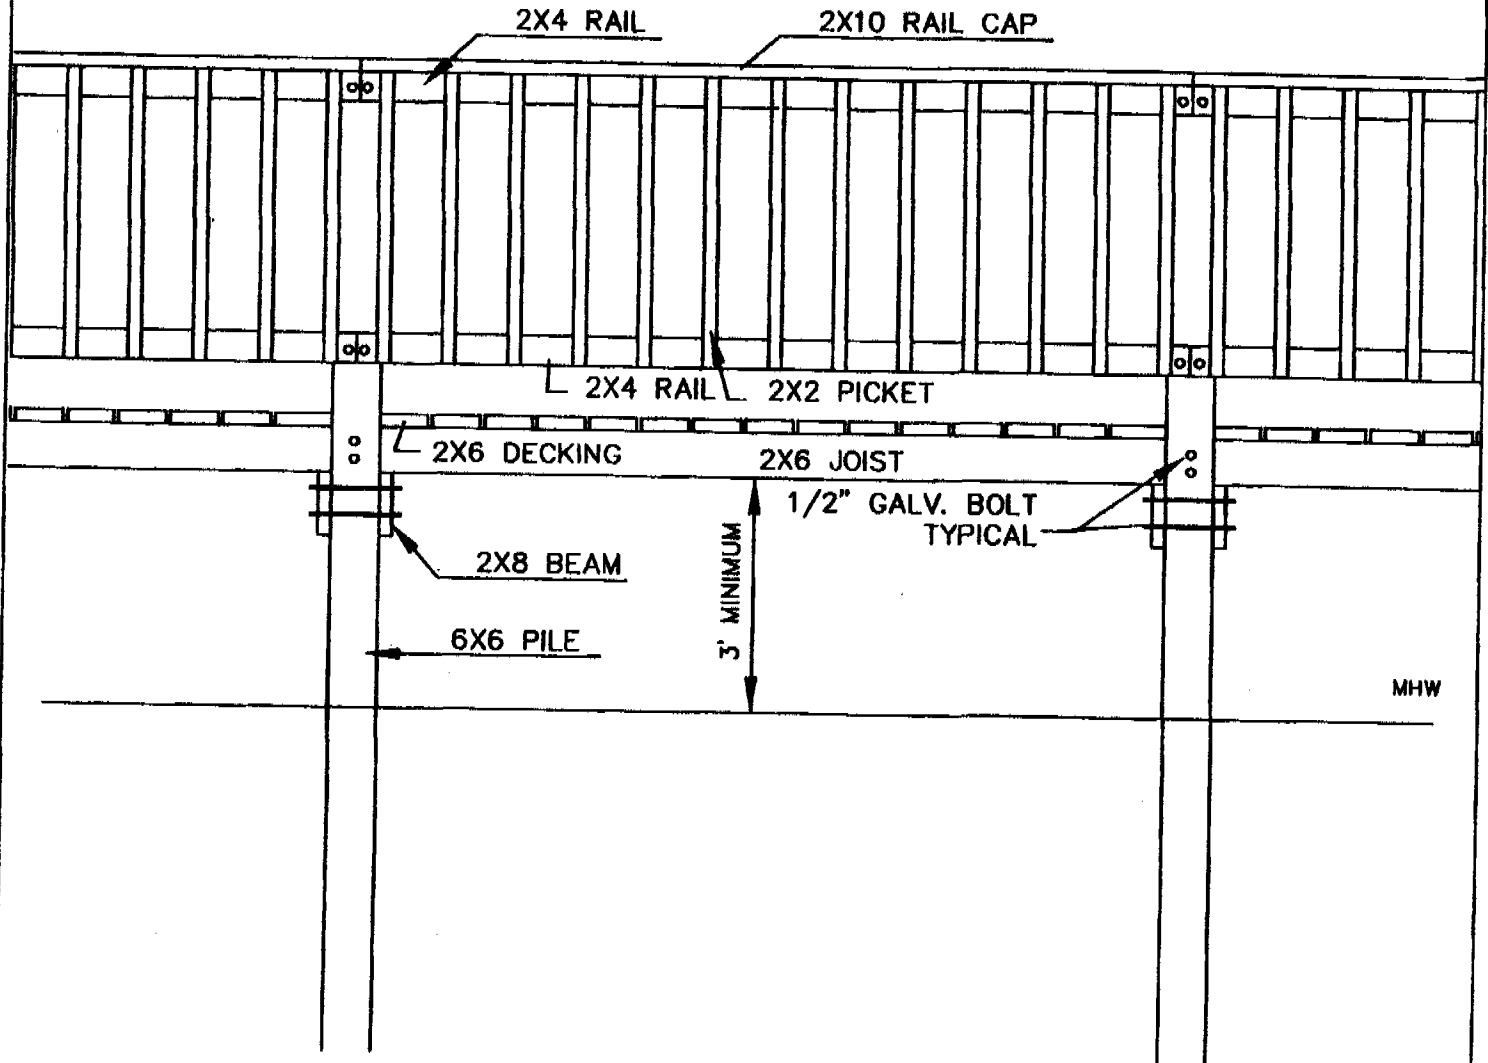 2X4 RAIL
2X10 RAIL CAP
2X4 RAIL
2X2 PICKET
2X6 DECKING
2X6 JOIST
1/2" GALV. BOLT
TYPICAL
2X8 BEAM
3' MINIMUM
6X6 PILE
MHW